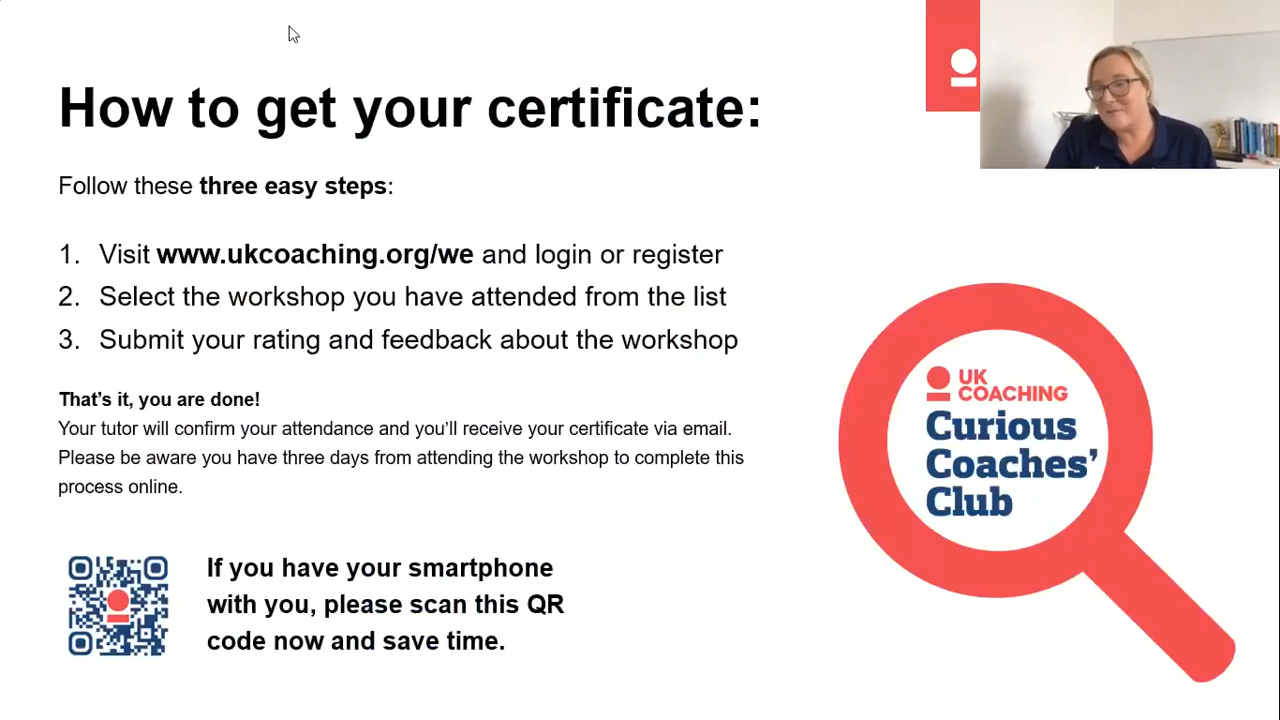 How to get your certificate:
Follow these three easy steps:
1. Visit www.ukcoaching.org/we and login or register
2. Select the workshop you have attended from the list
3. Submit your rating and feedback about the workshop
That's it, you are done!
Your tutor will confirm your attendance and you'll receive your certificate via email.
Please be aware you have three days from attending the workshop to complete this
process online.
If you have your smartphone
with you, please scan this QR
code now and save time.
UK
COACHING
Curious
Coaches'
Club